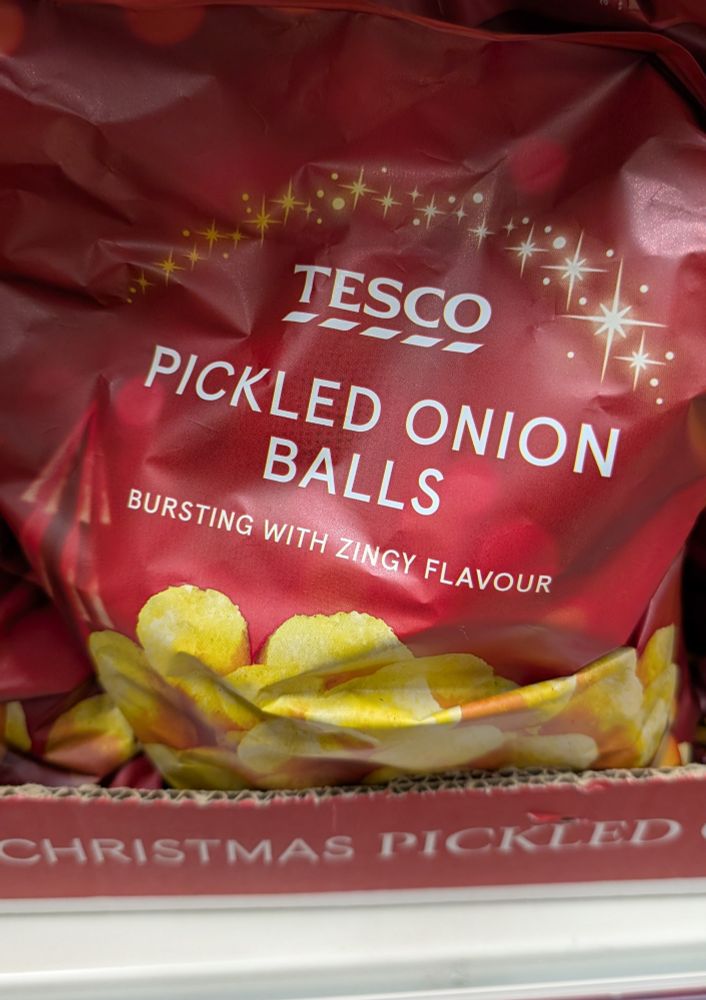 TESCO
PICKLED ONION
BALLS
BURSTING WITH ZINGY FLAVOUR
CHRISTMAS PICKLED